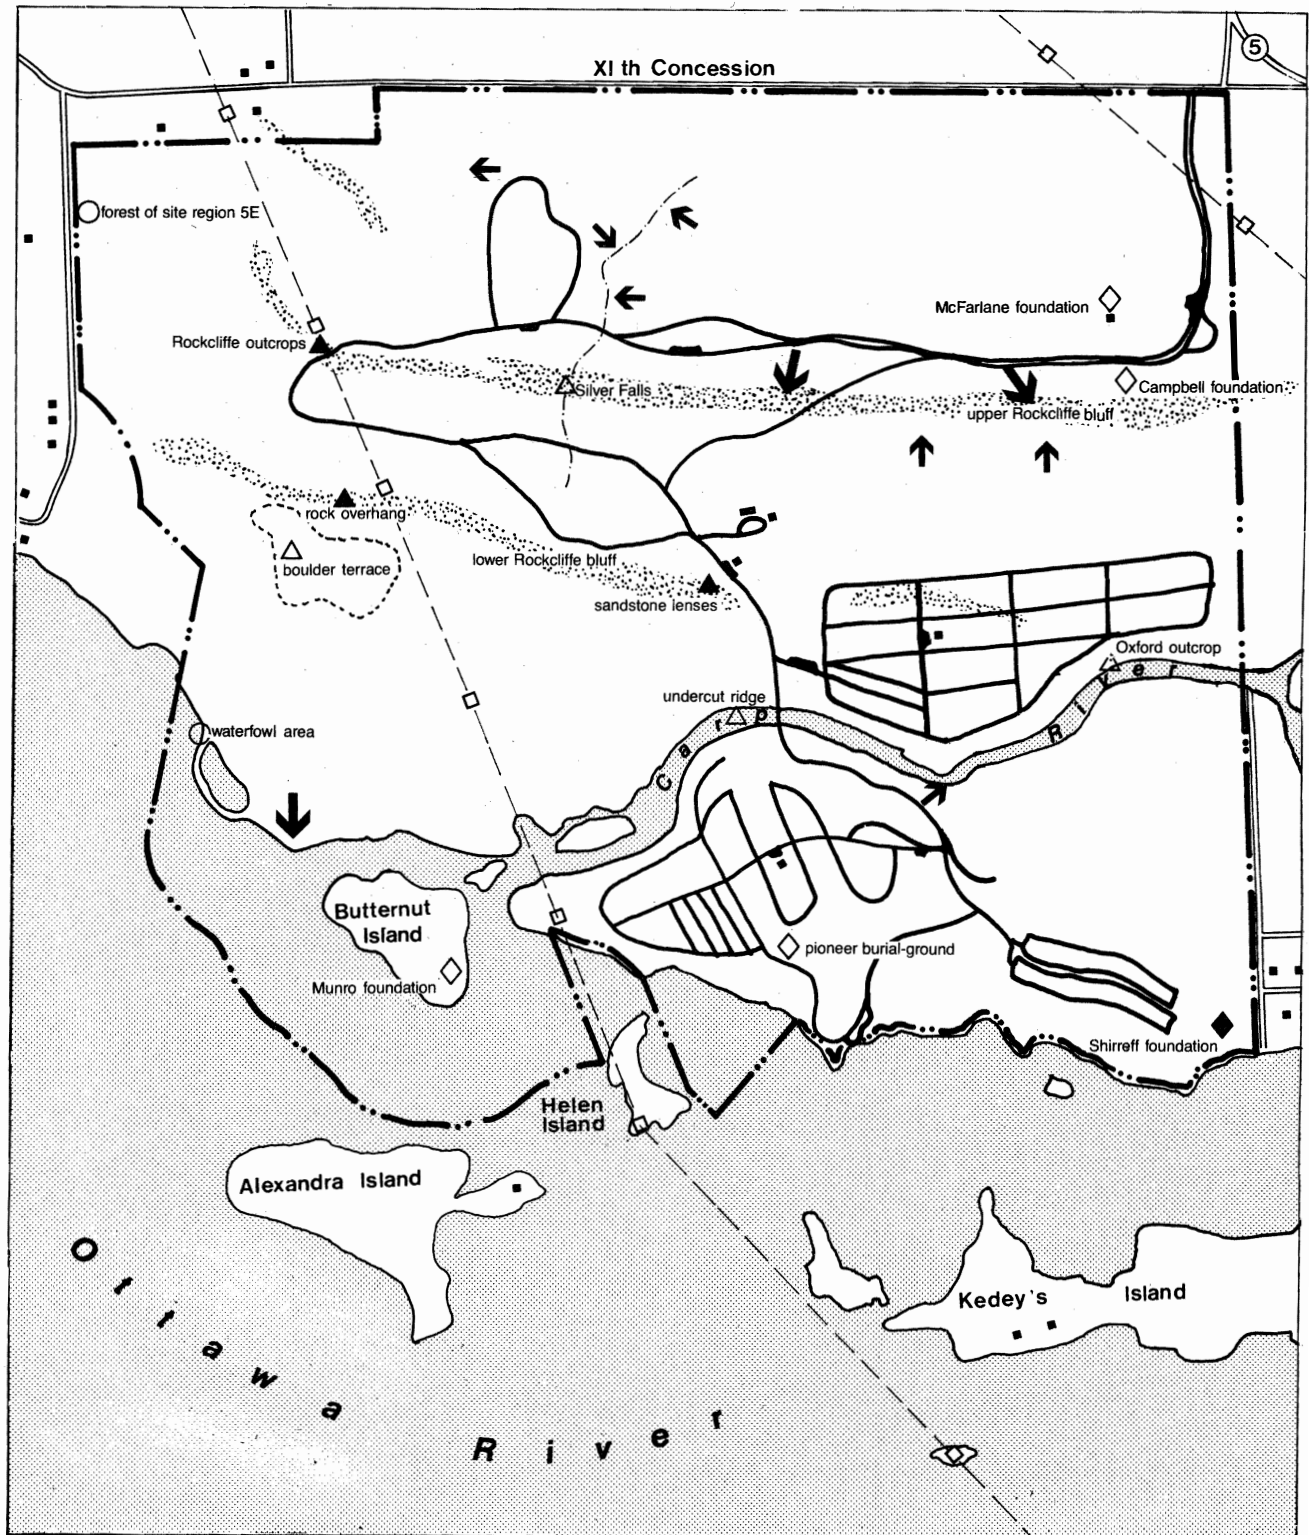 5
XI th Concession
forest of site region 5E
McFarlane foundation
Rockcliffe outcrops
Silver Falls
Campbell foundation
upper Rockcliffe bluff
rock overhang
lower Rockcliffe bluff
boulder terrace
sandstone lenses
Oxford outcrop
undercut ridge
Carp River
waterfowl area
Butternut
Island
pioneer burial-ground
Munro foundation
Shirreff foundation
Helen
Island
Alexandra Island
Kedey's Island
Ottawa River